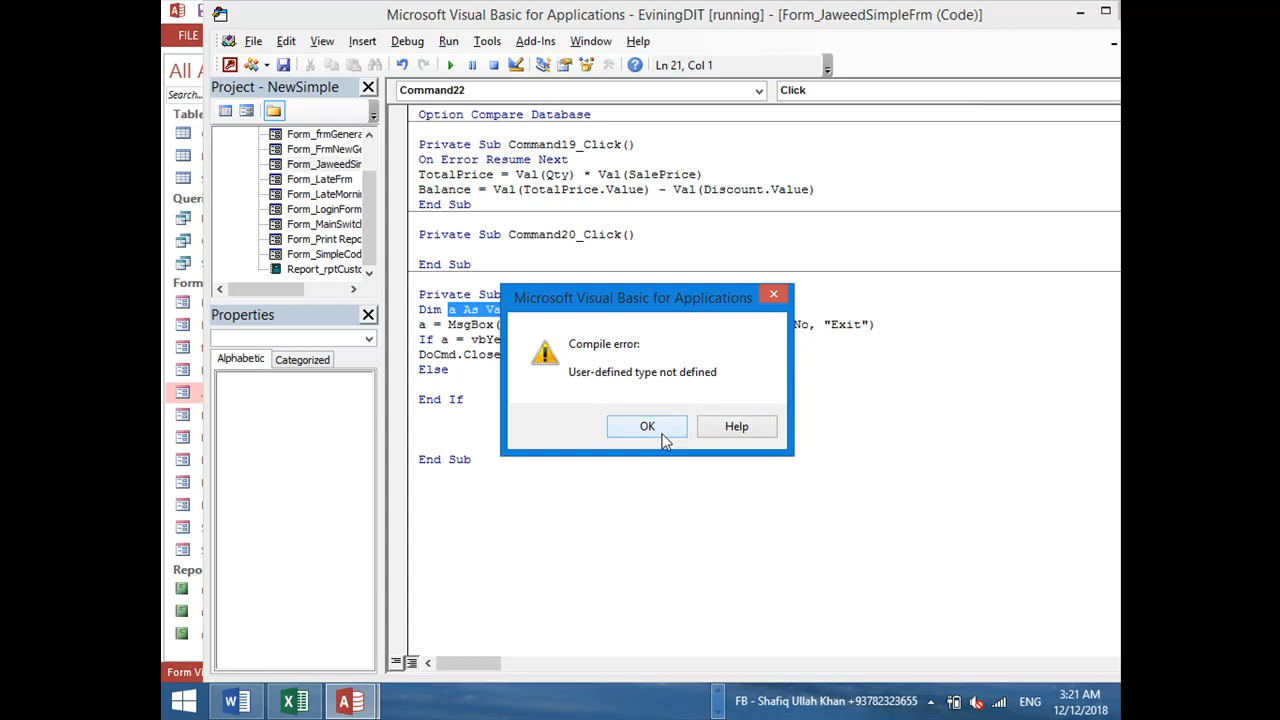 Microsoft Visual Basic for Applications - EviningDIT [running] - [Form_JaweedSimpleFrm (Code)]
FILE
File Edit View Insert Debug Run Tools Add-Ins Window Help
Ln 21, Col 1
All
Project - NewSimple
Search...
Command22
Click
Form_frmGenera
Form_FrmNewGe
Form_JaweedSim
Form_LateFrm
Form_LateMornin
Form_LoginForm
Form_MainSwitch
Form_Print Repo
Form_SimpleCod
Report_rptCusto
Table
Queri
Form
Repo
Form Vi
Properties
Alphabetic Categorized
Option Compare Database
Private Sub Command19_Click()
On Error Resume Next
TotalPrice = Val(Qty) * Val(SalePrice)
Balance = Val(TotalPrice.Value) - Val(Discount.Value)
End Sub
Private Sub Command20_Click()
End Sub
Private Sub
Dim a As Va
a = MsgBox( No, "Exit")
If a = vbYe
DoCmd.Close
Else
End If
End Sub
Microsoft Visual Basic for Applications
Compile error:
User-defined type not defined
OK Help
FB - Shafiq Ullah Khan +93782323655
ENG
3:21 AM
12/12/2018